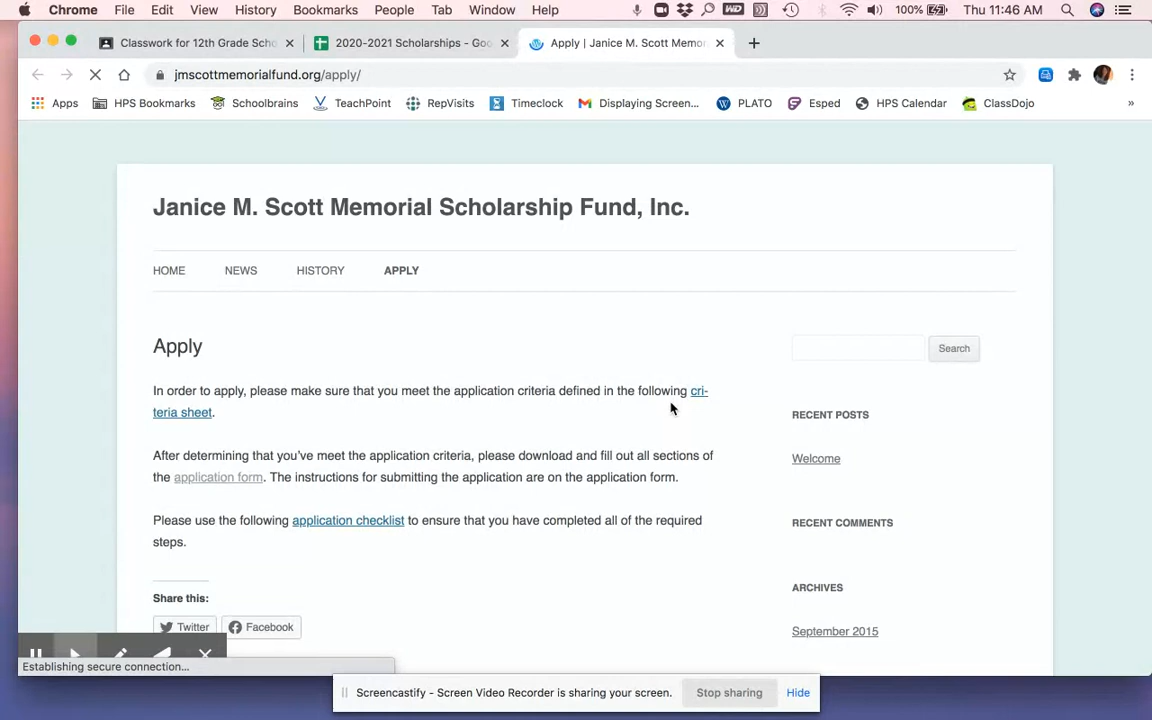 Chrome File Edit View History Bookmarks People Tab Window Help 100% Thu 11:46 AM
Classwork for 12th Grade Scho 2020-2021 Scholarships - Goo Apply | Janice M. Scott Memor
jmscottmemorialfund.org/apply/
Apps HPS Bookmarks Schoolbrains TeachPoint RepVisits Timeclock Displaying Screen... PLATO Esped HPS Calendar ClassDojo »
Janice M. Scott Memorial Scholarship Fund, Inc.
HOME NEWS HISTORY APPLY
Apply
Search
In order to apply, please make sure that you meet the application criteria defined in the following cri-
teria sheet.
RECENT POSTS
After determining that you've meet the application criteria, please download and fill out all sections of
Welcome
the application form. The instructions for submitting the application are on the application form.
Please use the following application checklist to ensure that you have completed all of the required
RECENT COMMENTS
steps.
ARCHIVES
Share this:
Twitter Facebook
September 2015
Establishing secure connection...
Screencastify - Screen Video Recorder is sharing your screen. Stop sharing Hide